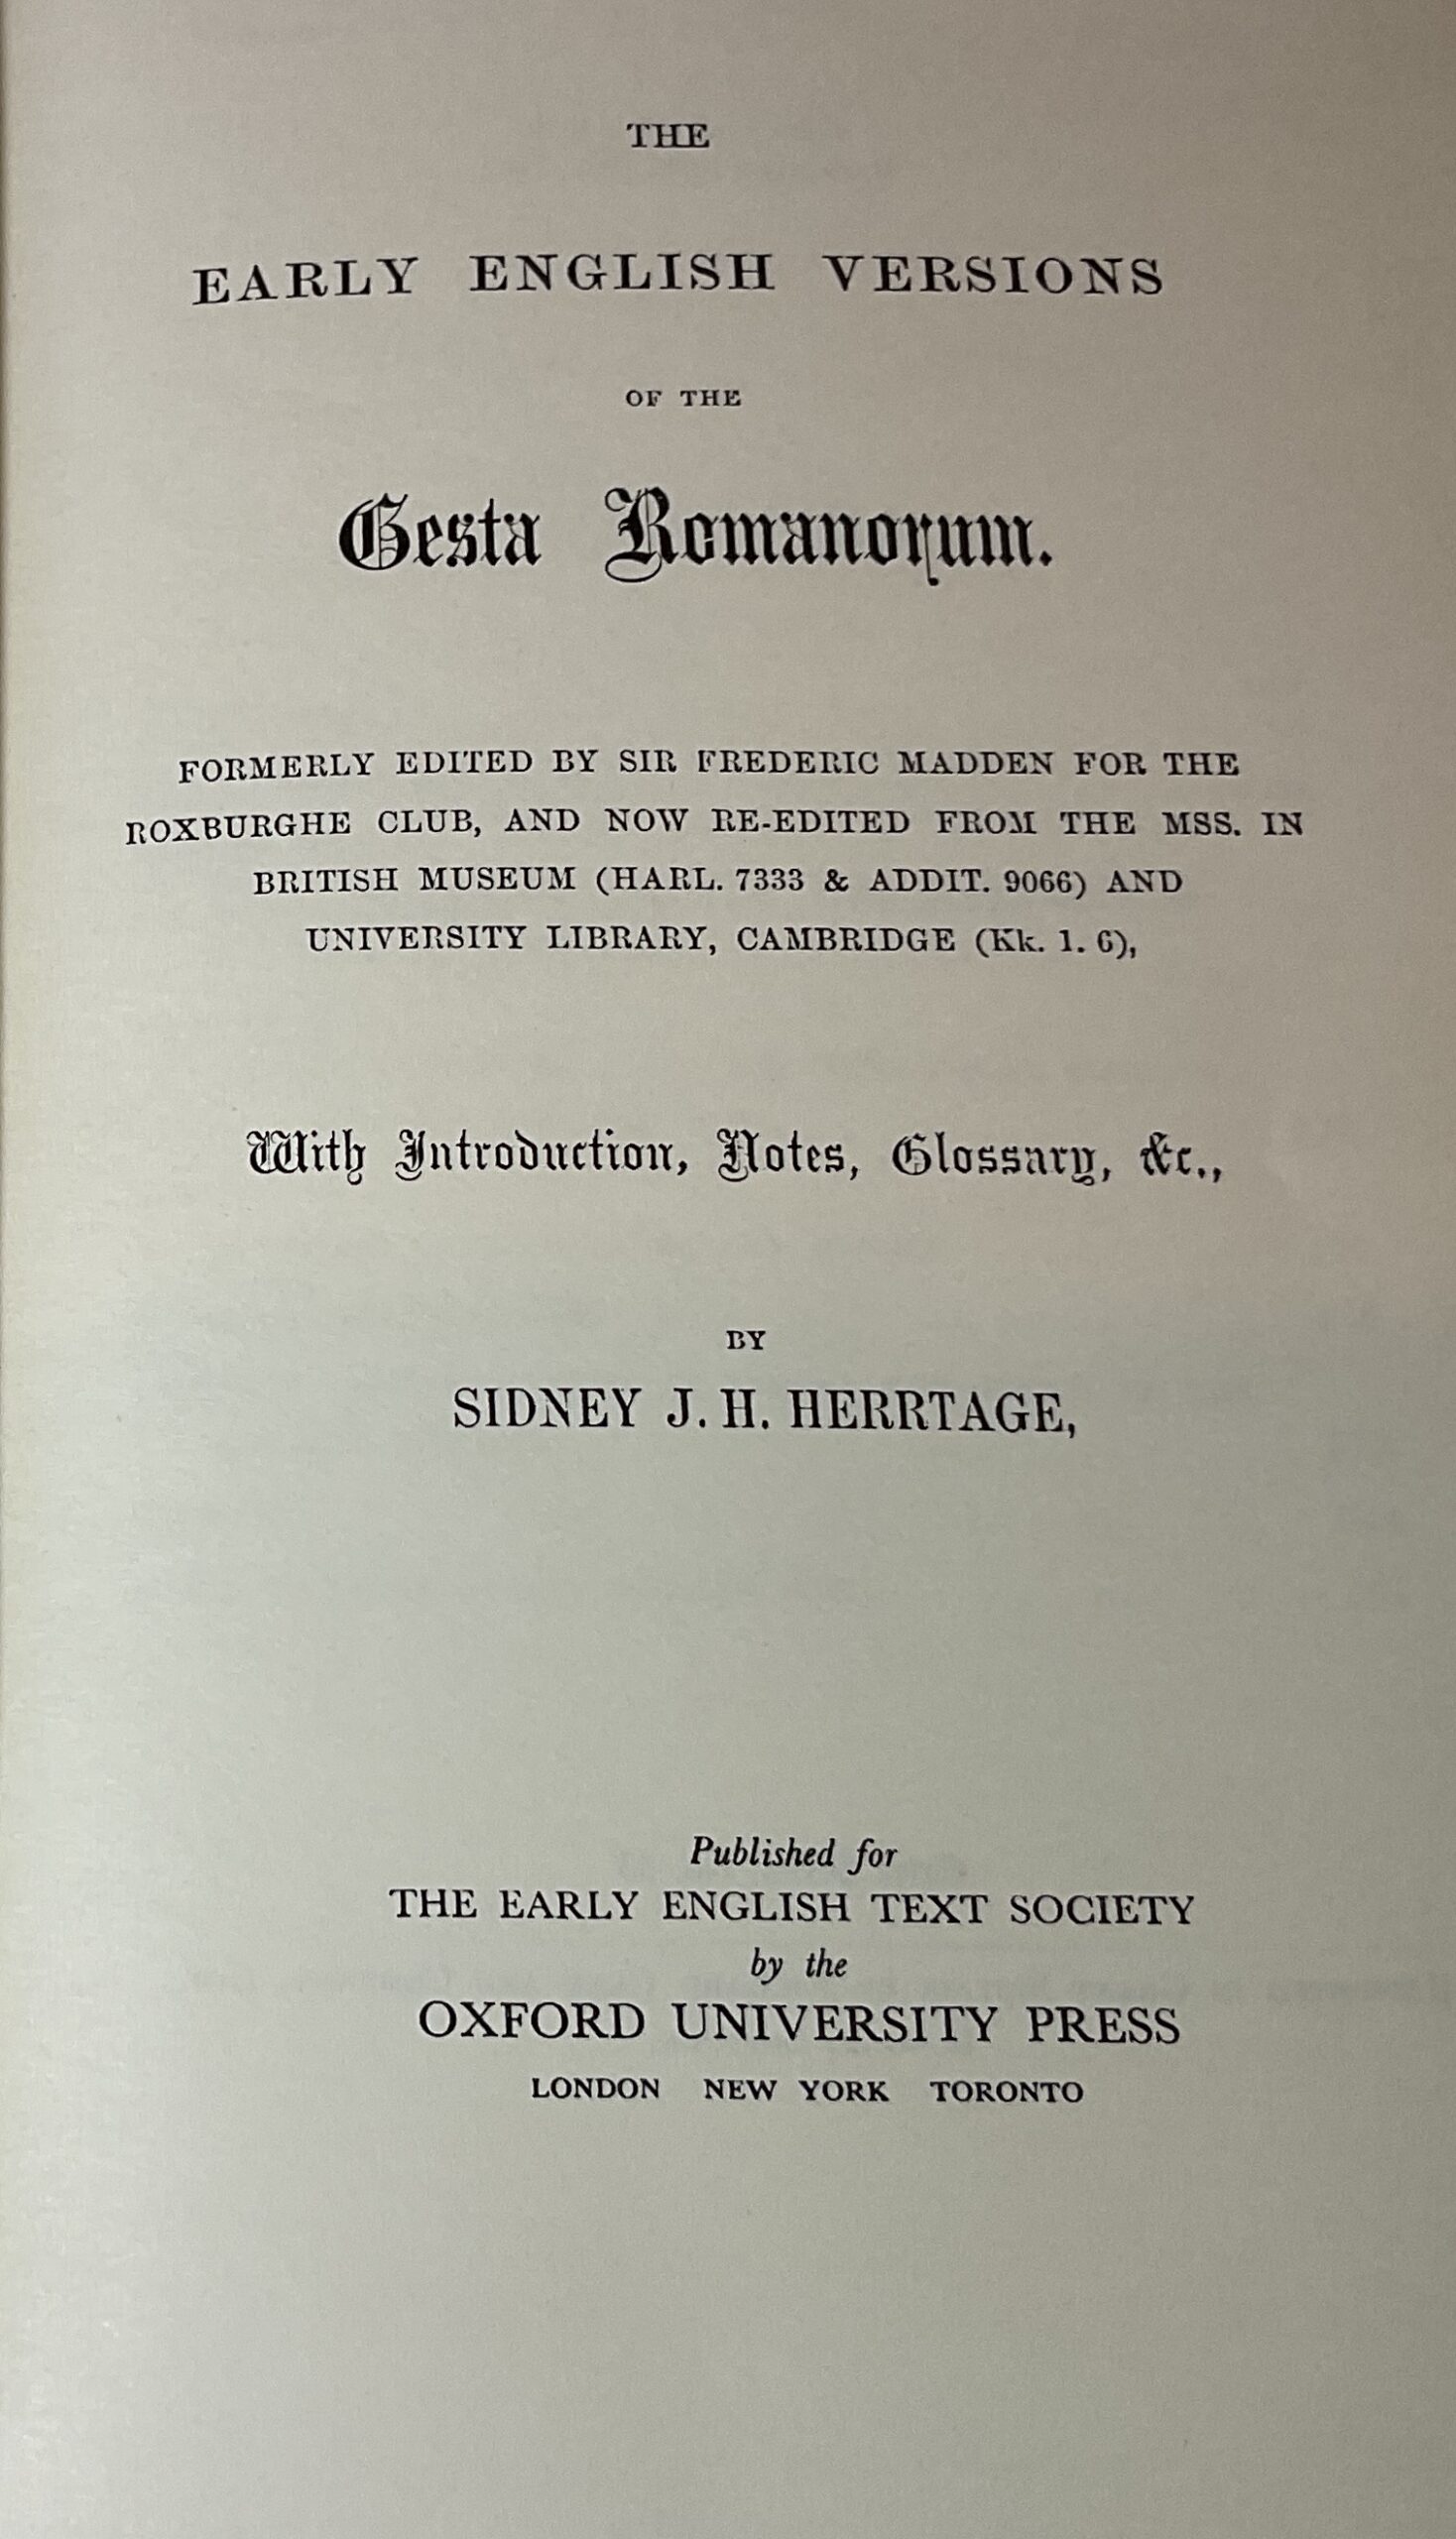 THE
EARLY ENGLISH VERSIONS
OF THE
Gesta Romanorum.
FORMERLY EDITED BY SIR FREDERIC MADDEN FOR THE
ROXBURGHE CLUB, AND NOW RE-EDITED FROM THE MSS. IN
BRITISH MUSEUM (HARL. 7333 & ADDIT. 9066) AND
UNIVERSITY LIBRARY, CAMBRIDGE (Kk. 1. 6),
With Introduction, Notes, Glossary, &c.,
BY
SIDNEY J. H. HERRTAGE,
Published for
THE EARLY ENGLISH TEXT SOCIETY
by the
OXFORD UNIVERSITY PRESS
LONDON NEW YORK TORONTO